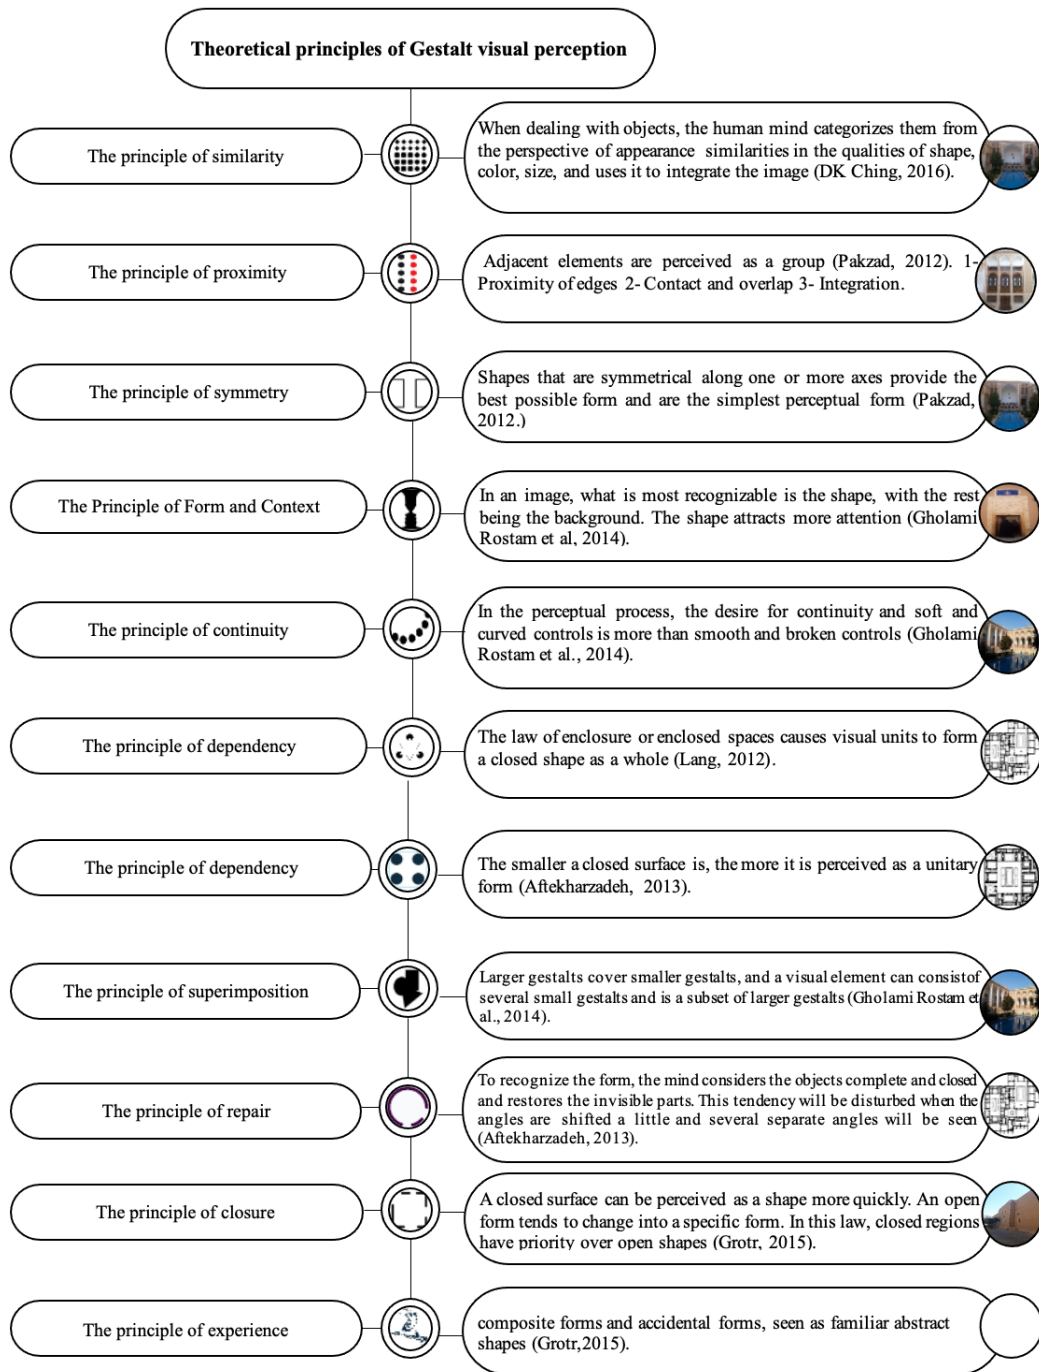 Theoretical principles of Gestalt visual perception
The principle of similarity
When dealing with objects, the human mind categorizes them from
the perspective of appearance similarities in the qualities of shape,
color, size, and uses it to integrate the image (DK Ching, 2016).
The principle of proximity
Adjacent elements are perceived as a group (Pakzad, 2012). 1-
Proximity of edges 2- Contact and overlap 3- Integration.
The principle of symmetry
Shapes that are symmetrical along one or more axes provide the
best possible form and are the simplest perceptual form (Pakzad,
2012.)
The Principle of Form and Context
In an image, what is most recognizable is the shape, with the rest
being the background. The shape attracts more attention (Gholami
Rostam et al, 2014).
The principle of continuity
In the perceptual process, the desire for continuity and soft and
curved controls is more than smooth and broken controls (Gholami
Rostam et al., 2014).
The principle of dependency
The law of enclosure or enclosed spaces causes visual units to form
a closed shape as a whole (Lang, 2012).
The principle of dependency
The smaller a closed surface is, the more it is perceived as a unitary
form (Aftekharzadeh, 2013).
The principle of superimposition
Larger gestalts cover smaller gestalts, and a visual element can consist of
several small gestalts and is a subset of larger gestalts (Gholami Rostam et
al., 2014).
The principle of repair
To recognize the form, the mind considers the objects complete and closed
and restores the invisible parts. This tendency will be disturbed when the
angles are shifted a little and several separate angles will be seen
(Aftekharzadeh, 2013).
The principle of closure
A closed surface can be perceived as a shape more quickly. An open
form tends to change into a specific form. In this law, closed regions
have priority over open shapes (Grotr, 2015).
The principle of experience
composite forms and accidental forms, seen as familiar abstract
shapes (Grotr,2015).